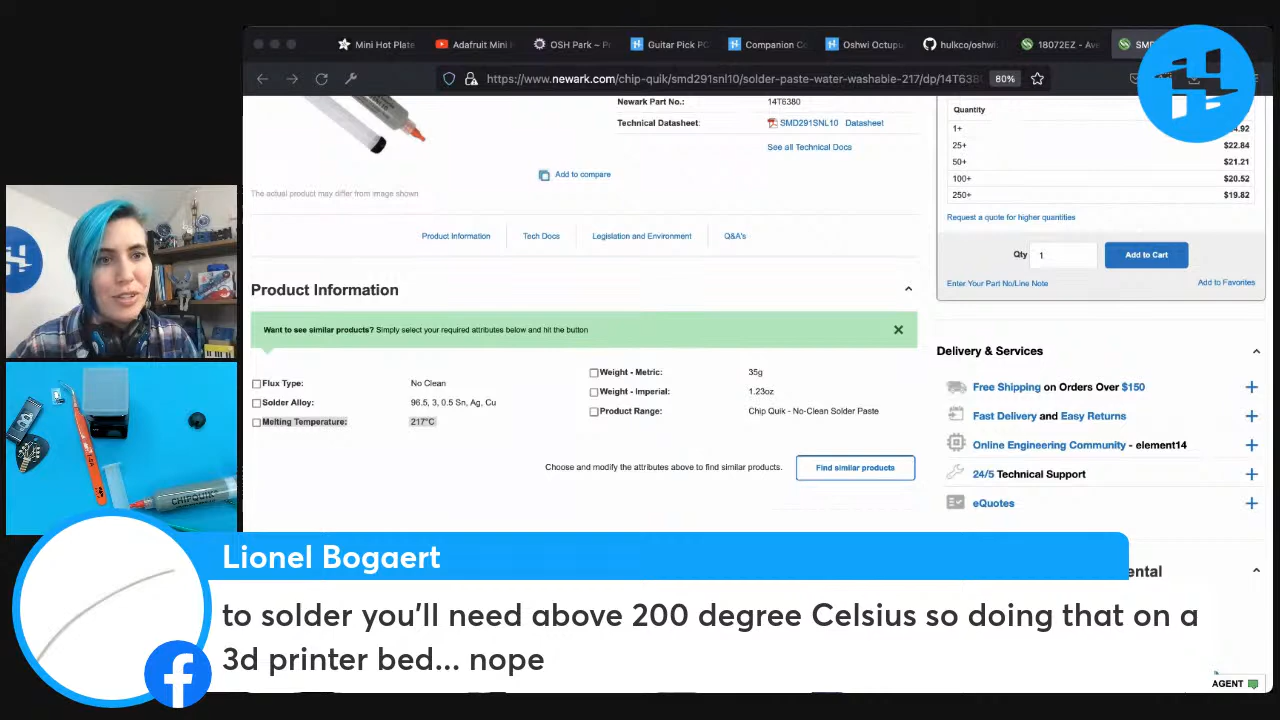 Mini Hot Plate
Adafruit Mini
OSH Park ~
Guitar Pick PC
Companion Co
Oshwi Octupu
hulkco/oshwi
18072EZ - Av
SMD
https://www.newark.com/chip-quik/smd291snl10/solder-paste-water-washable-217/dp/14T638
80%
Newark Part No.:
14T6380
Technical Datasheet:
SMD291SNL10 Datasheet
See all Technical Docs
Add to compare
The actual product may differ from image shown
Product Information
Tech Docs
Legislation and Environment
Q&A's
Quantity
1+
4.92
25+
$22.84
50+
$21.21
100+
$20.52
250+
$19.82
Request a quote for higher quantities
Qty
1
Add to Cart
Enter Your Part No/Line Note
Add to Favorites
Product Information
Want to see similar products? Simply select your required attributes below and hit the button
Flux Type:
No Clean
Solder Alloy:
96.5, 3, 0.5 Sn, Ag, Cu
Melting Temperature:
217°C
Weight - Metric:
35g
Weight - Imperial:
1.23oz
Product Range:
Chip Quik - No-Clean Solder Paste
Choose and modify the attributes above to find similar products.
Find similar products
Delivery & Services
Free Shipping on Orders Over $150
Fast Delivery and Easy Returns
Online Engineering Community - element14
24/5 Technical Support
eQuotes
ental
CHIPQUIK
Lionel Bogaert
to solder you'll need above 200 degree Celsius so doing that on a
3d printer bed... nope
AGENT